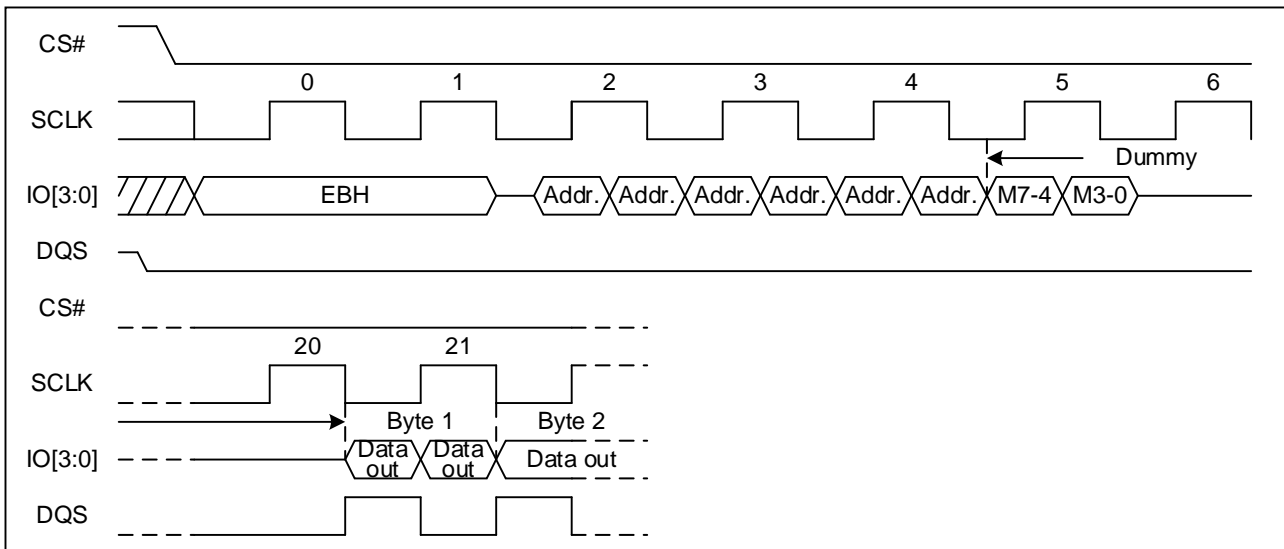 CS#
0 1 2 3 4 5 6
SCLK
Dummy
IO[3:0] EBH Addr. Addr. Addr. Addr. Addr. Addr. M7-4 M3-0
DQS
CS#
20 21
SCLK
Byte 1 Byte 2
IO[3:0] Data out Data out Data out
DQS